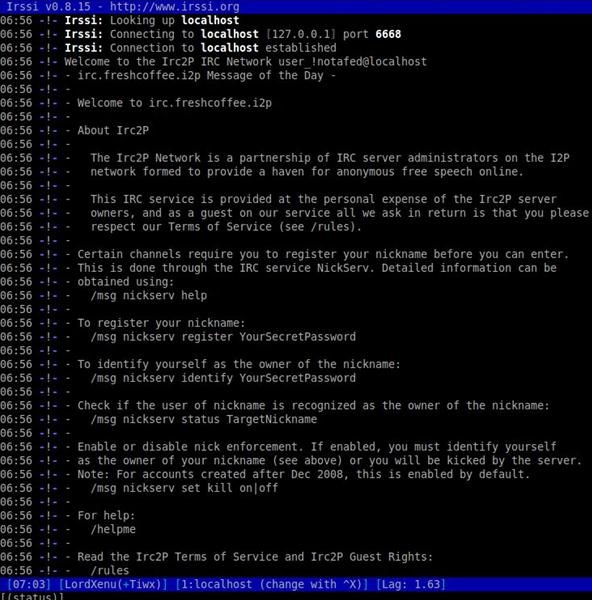 Irssi v0.8.15 - http://www.irssi.org
06:56 -!- Irssi: Looking up localhost
06:56 -!- Irssi: Connecting to localhost [127.0.0.1] port 6668
06:56 -!- Irssi: Connection to localhost established
06:56 -!- Welcome to the Irc2P IRC Network user_!notafed@localhost
06:56 -!- - irc.freshcoffee.i2p Message of the Day -
06:56 -!- -
06:56 -!- - Welcome to irc.freshcoffee.i2p
06:56 -!- -
06:56 -!- - About Irc2P
06:56 -!- -
06:56 -!- -   The Irc2P Network is a partnership of IRC server administrators on the I2P
06:56 -!- -   network formed to provide a haven for anonymous free speech online.
06:56 -!- -
06:56 -!- -   This IRC service is provided at the personal expense of the Irc2P server
06:56 -!- -   owners, and as a guest on our service all we ask in return is that you please
06:56 -!- -   respect our Terms of Service (see /rules).
06:56 -!- -
06:56 -!- - Certain channels require you to register your nickname before you can enter.
06:56 -!- - This is done through the IRC service NickServ. Detailed information can be
06:56 -!- - obtained using:
06:56 -!- -   /msg nickserv help
06:56 -!- -
06:56 -!- - To register your nickname:
06:56 -!- -   /msg nickserv register YourSecretPassword
06:56 -!- -
06:56 -!- - To identify yourself as the owner of the nickname:
06:56 -!- -   /msg nickserv identify YourSecretPassword
06:56 -!- -
06:56 -!- - Check if the user of nickname is recognized as the owner of the nickname:
06:56 -!- -   /msg nickserv status TargetNickname
06:56 -!- -
06:56 -!- - Enable or disable nick enforcement. If enabled, you must identify yourself
06:56 -!- - as the owner of your nickname (see above) or you will be kicked by the server.
06:56 -!- - Note: For accounts created after Dec 2008, this is enabled by default.
06:56 -!- -   /msg nickserv set kill on|off
06:56 -!- -
06:56 -!- - For help:
06:56 -!- -   /helpme
06:56 -!- -
06:56 -!- - Read the Irc2P Terms of Service and Irc2P Guest Rights:
06:56 -!- -   /rules
[07:03] [LordXenu(+Tiwx)] [1:localhost (change with ^X)] [Lag: 1.63]
[(status)]